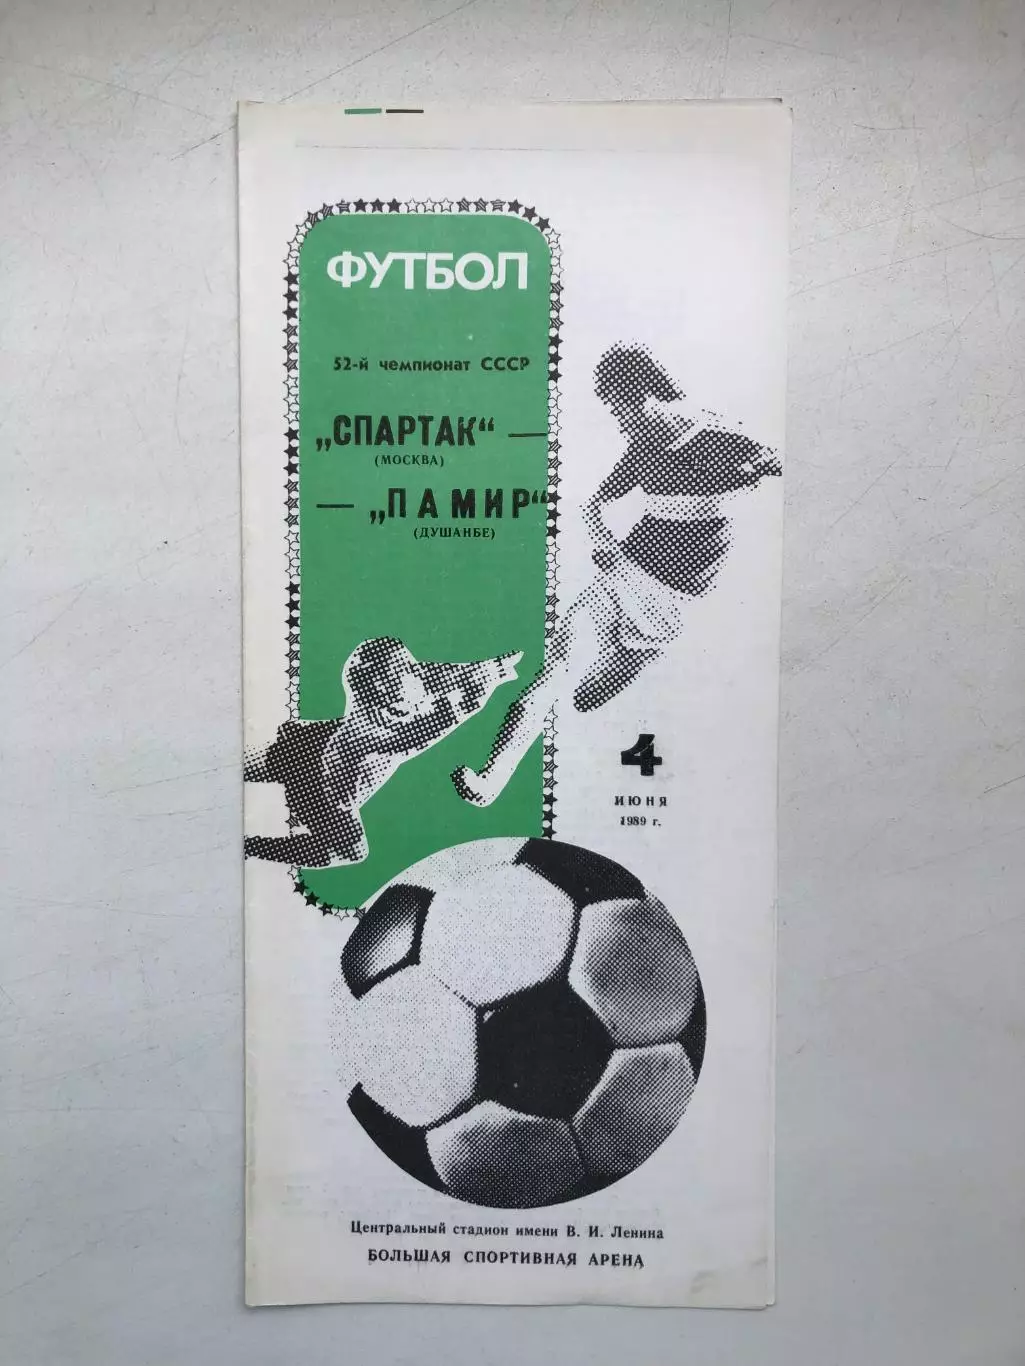 ФУТБОЛ
52-й чемпионат СССР
„СПАРТАК“ —
(МОСКВА)
— „ПАМИР“
(ДУШАНБЕ)
4
ИЮНЯ
1989 г.
Центральный стадион имени В. И. Ленина
БОЛЬШАЯ СПОРТИВНАЯ АРЕНА